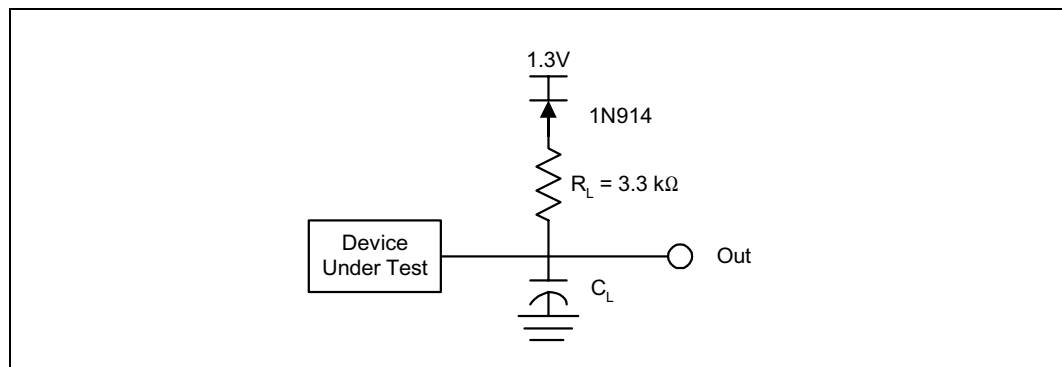 1.3V
1N914
R_L = 3.3 kΩ
Device
Under Test
Out
C_L